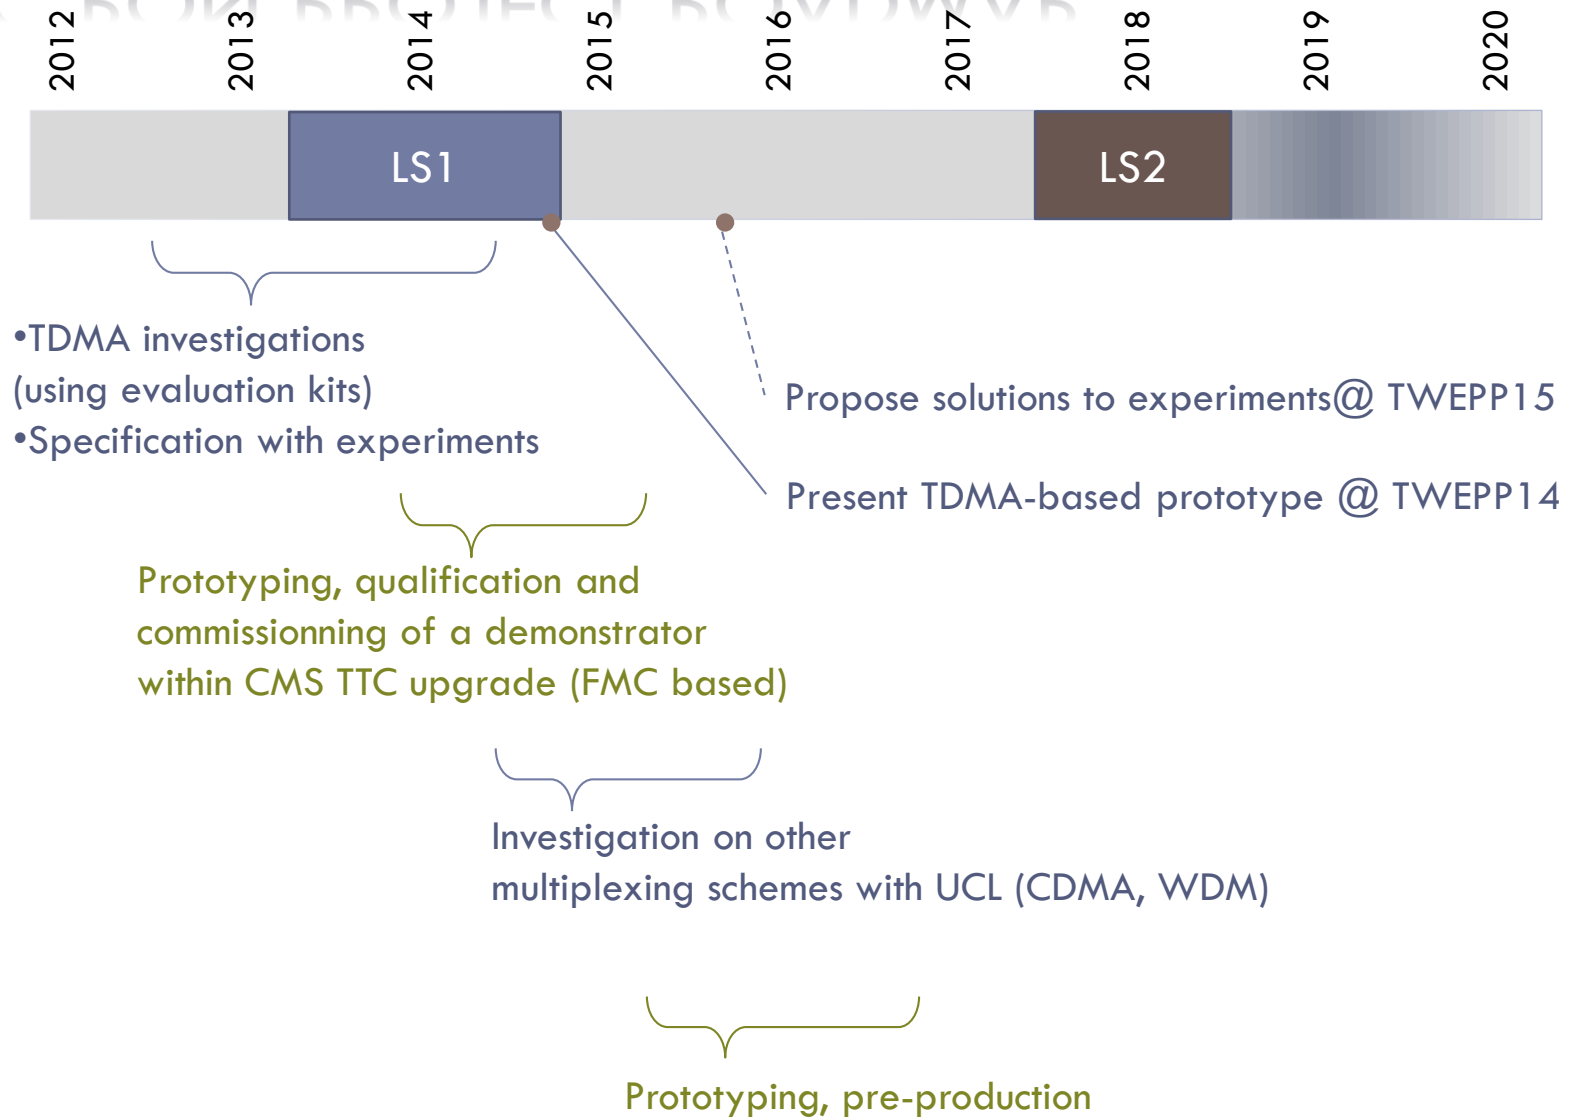 2012
2013
2014
2015
2016
2017
2018
2019
2020
LS1
LS2
•TDMA investigations
(using evaluation kits)
•Specification with experiments
Propose solutions to experiments@ TWEPP15
Present TDMA-based prototype @ TWEPP14
Prototyping, qualification and
commissionning of a demonstrator
within CMS TTC upgrade (FMC based)
Investigation on other
multiplexing schemes with UCL (CDMA, WDM)
Prototyping, pre-production